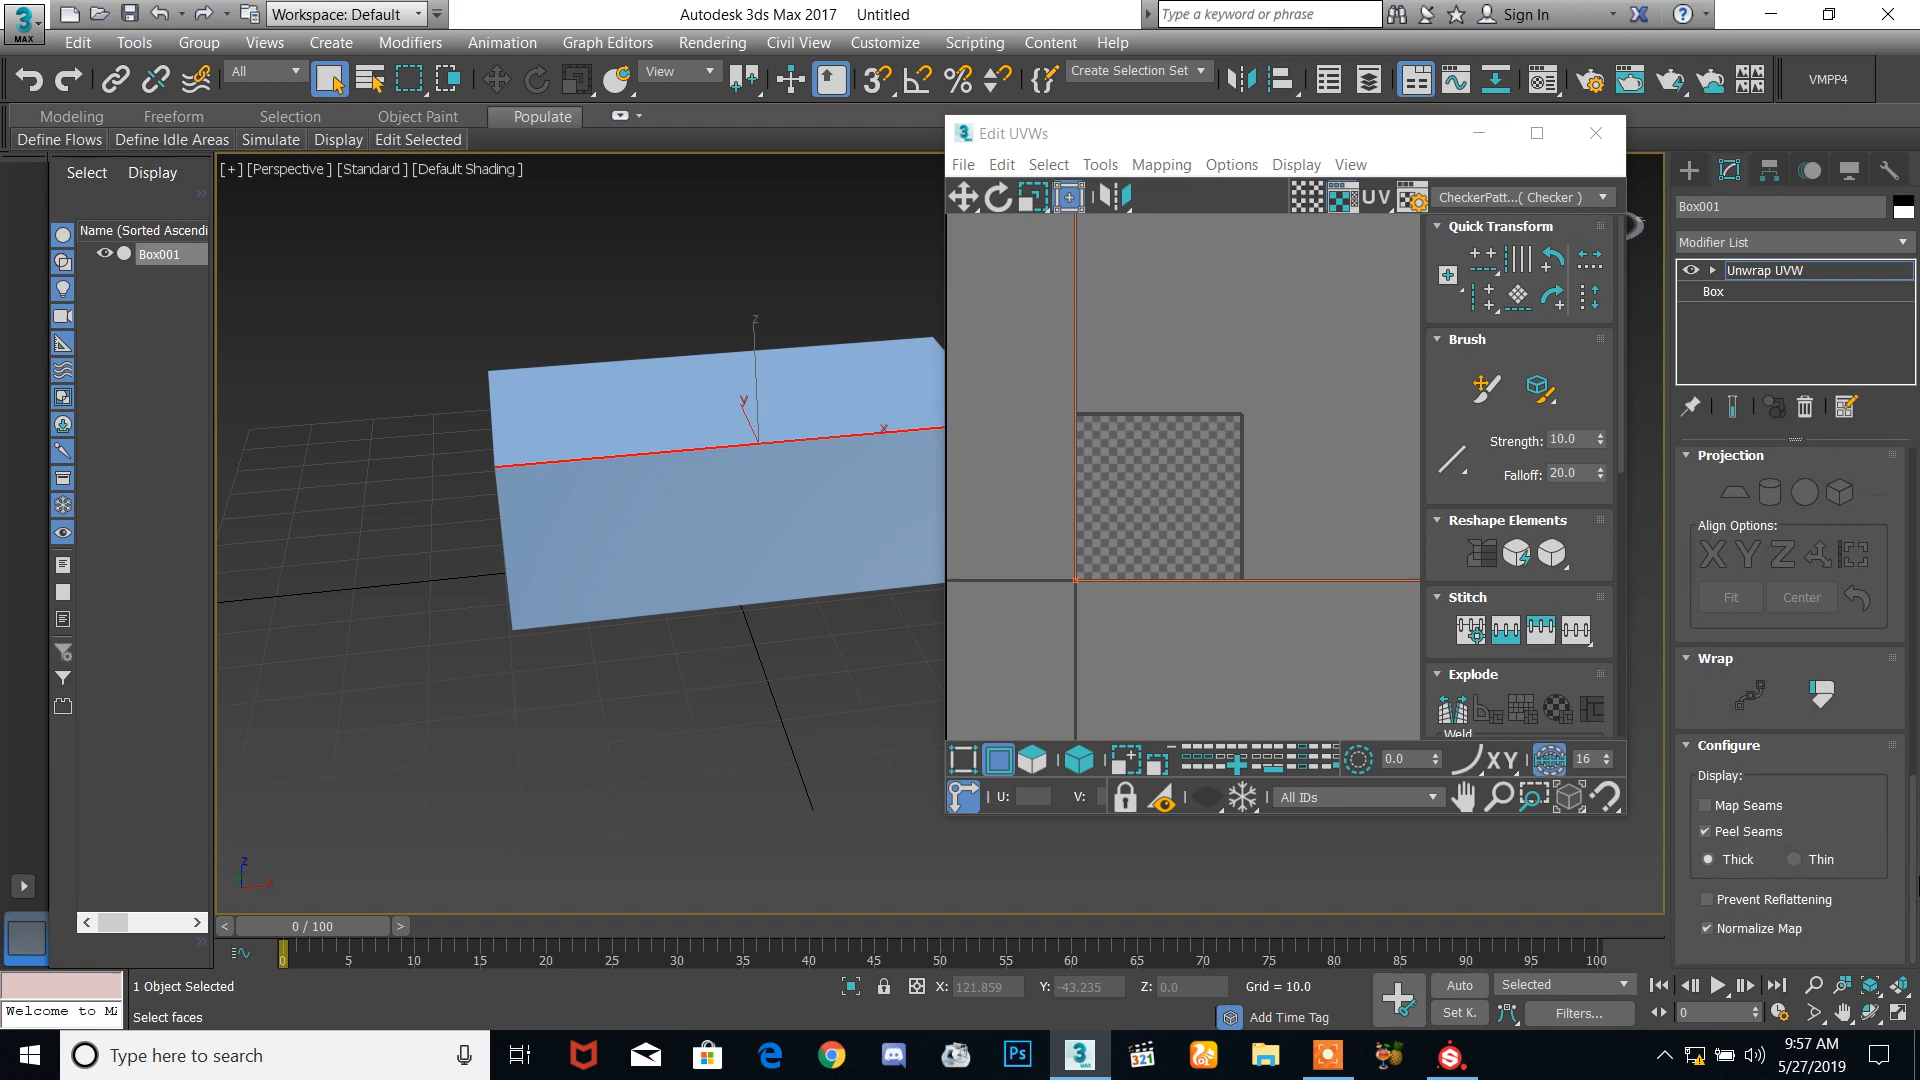 Workspace: Default
Autodesk 3ds Max 2017 Untitled
Type a keyword or phrase
Sign In
MAX
Edit Tools Group Views Create Modifiers Animation Graph Editors Rendering Civil View Customize Scripting Content Help
All
View
Create Selection Set
VMPP4
Modeling Freeform Selection Object Paint Populate
Define Flows Define Idle Areas Simulate Display Edit Selected
Select Display
Name (Sorted Ascendi
Box001
[+] [Perspective ] [Standard ] [Default Shading ]
z
y
x
Edit UVWs
File Edit Select Tools Mapping Options Display View
UV
CheckerPatt...( Checker )
Quick Transform
Brush
Strength: 10.0
Falloff: 20.0
Reshape Elements
Stitch
Explode
Weld
0.0
XY
16
U:
V:
All IDs
Box001
Modifier List
Unwrap UVW
Box
Projection
Align Options:
X Y Z
Fit Center
Wrap
Configure
Display:
Map Seams
Peel Seams
Thick Thin
Prevent Reflattening
Normalize Map
z
x
< 0 / 100 >
0 5 10 15 20 25 30 35 40 45 50 55 60 65 70 75 80 85 90 95 100
1 Object Selected
X: 121.859 Y: -43.235 Z: 0.0 Grid = 10.0
Auto
Selected
Welcome to MA
Select faces
Add Time Tag
Set K.
Filters...
0
Type here to search
Ps
MAX
321
9:57 AM
5/27/2019